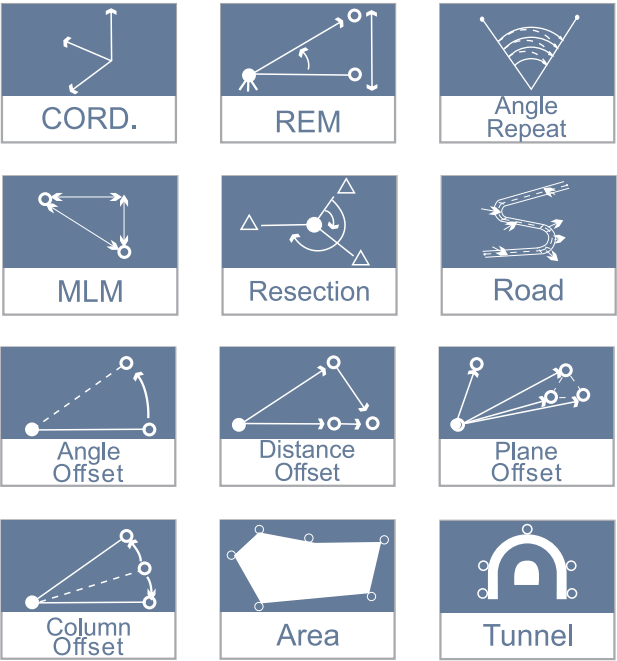 CORD.
REM
Angle
Repeat
MLM
Resection
Road
Angle
Offset
Distance
Offset
Plane
Offset
Column
Offset
Area
Tunnel